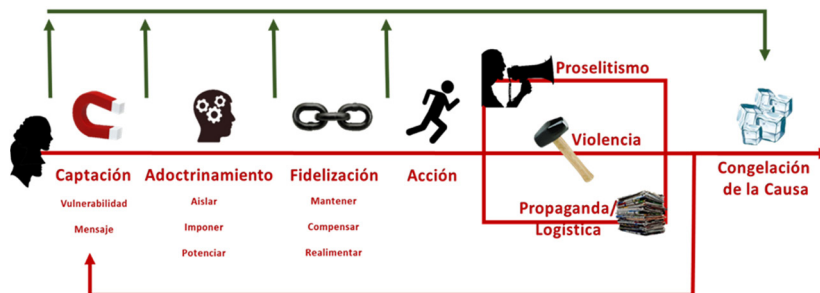 Proselitismo
Violencia
Captación
Adoctrinamiento
Fidelización
Acción
Congelación
de la Causa
Vulnerabilidad
Mensaje
Aislar
Imponer
Potenciar
Mantener
Compensar
Realimentar
Propaganda/
Logística